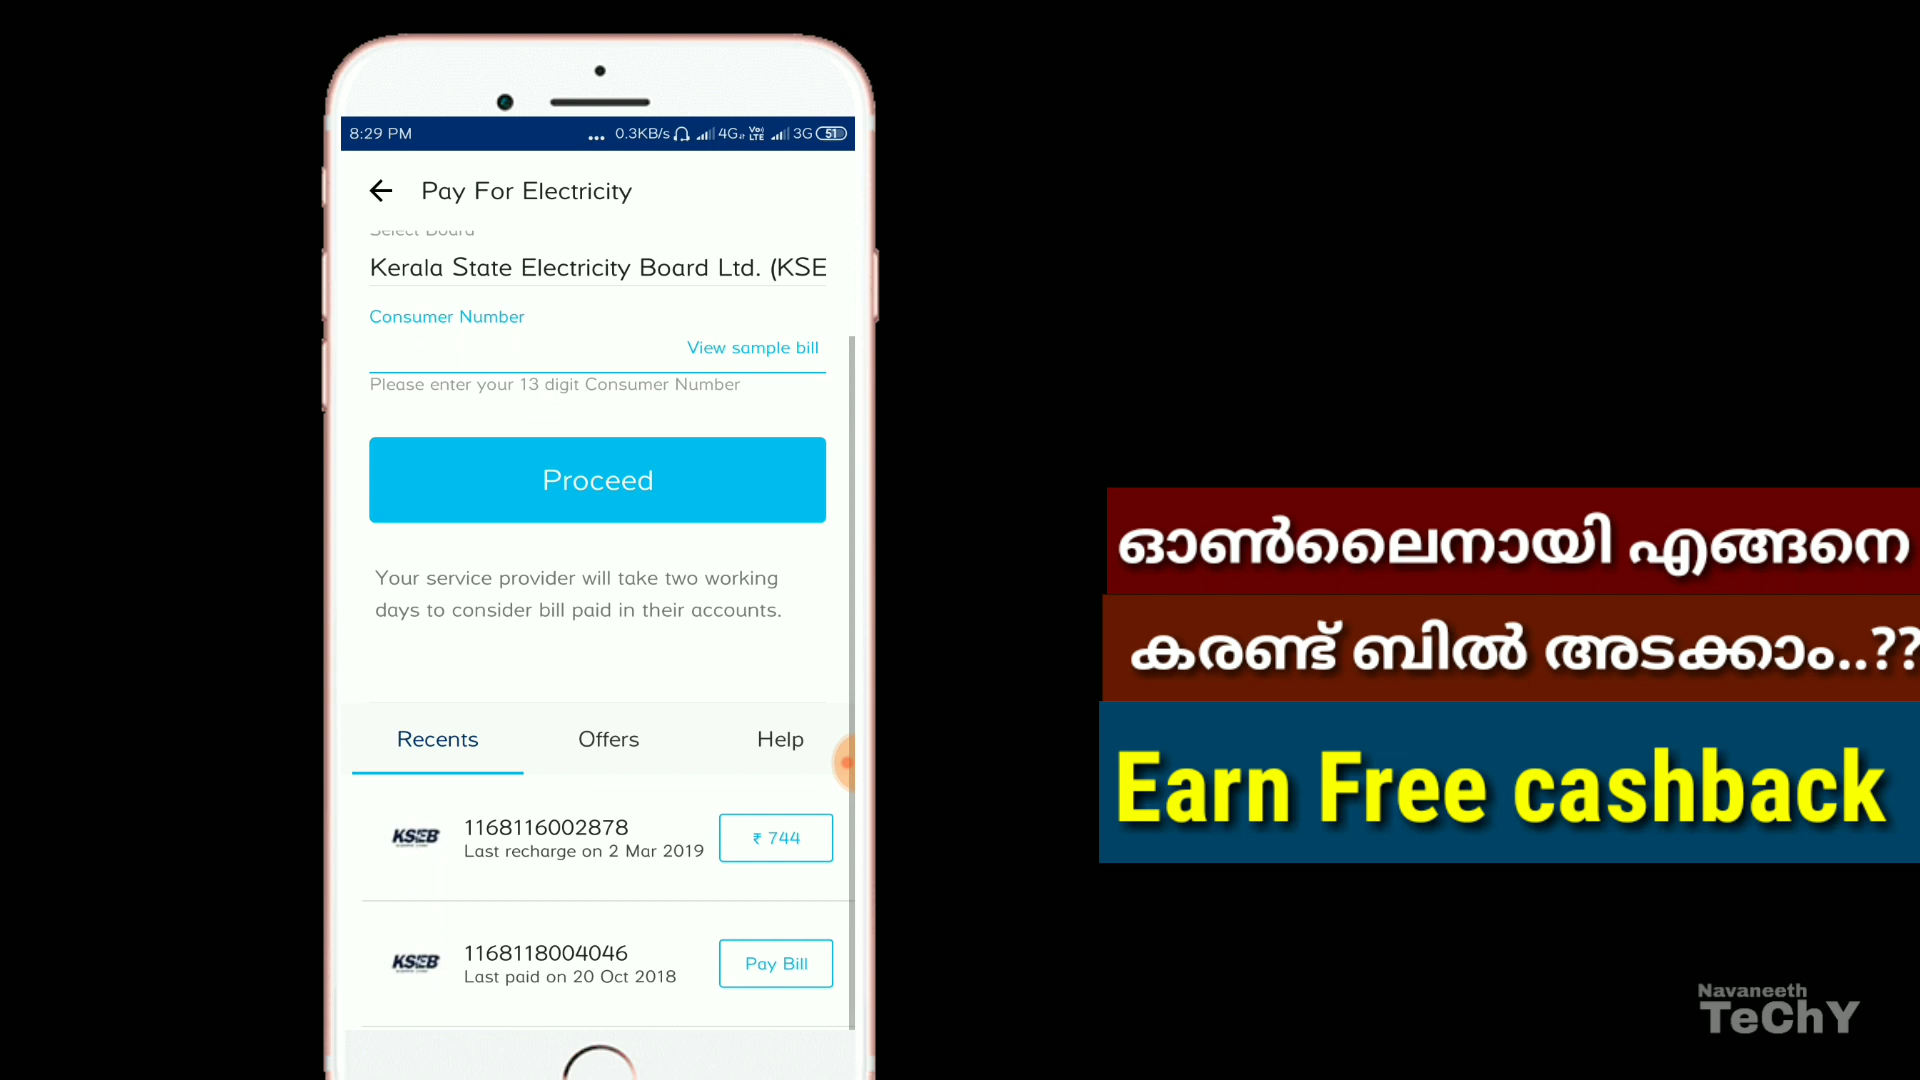 8:29 PM
... 0.3KB/s 4G Vo) LTE 3G 51
Pay For Electricity
Select Board
Kerala State Electricity Board Ltd. (KSE
Consumer Number
View sample bill
Please enter your 13 digit Consumer Number
Proceed
Your service provider will take two working
days to consider bill paid in their accounts.
Recents Offers Help
KSEB 1168116002878 ₹ 744
Last recharge on 2 Mar 2019
KSEB 1168118004046 Pay Bill
Last paid on 20 Oct 2018
ഓൺലൈനായി എങ്ങനെ
കരണ്ട് ബിൽ അടക്കാം..??
Earn Free cashback
Navaneeth
TeChY